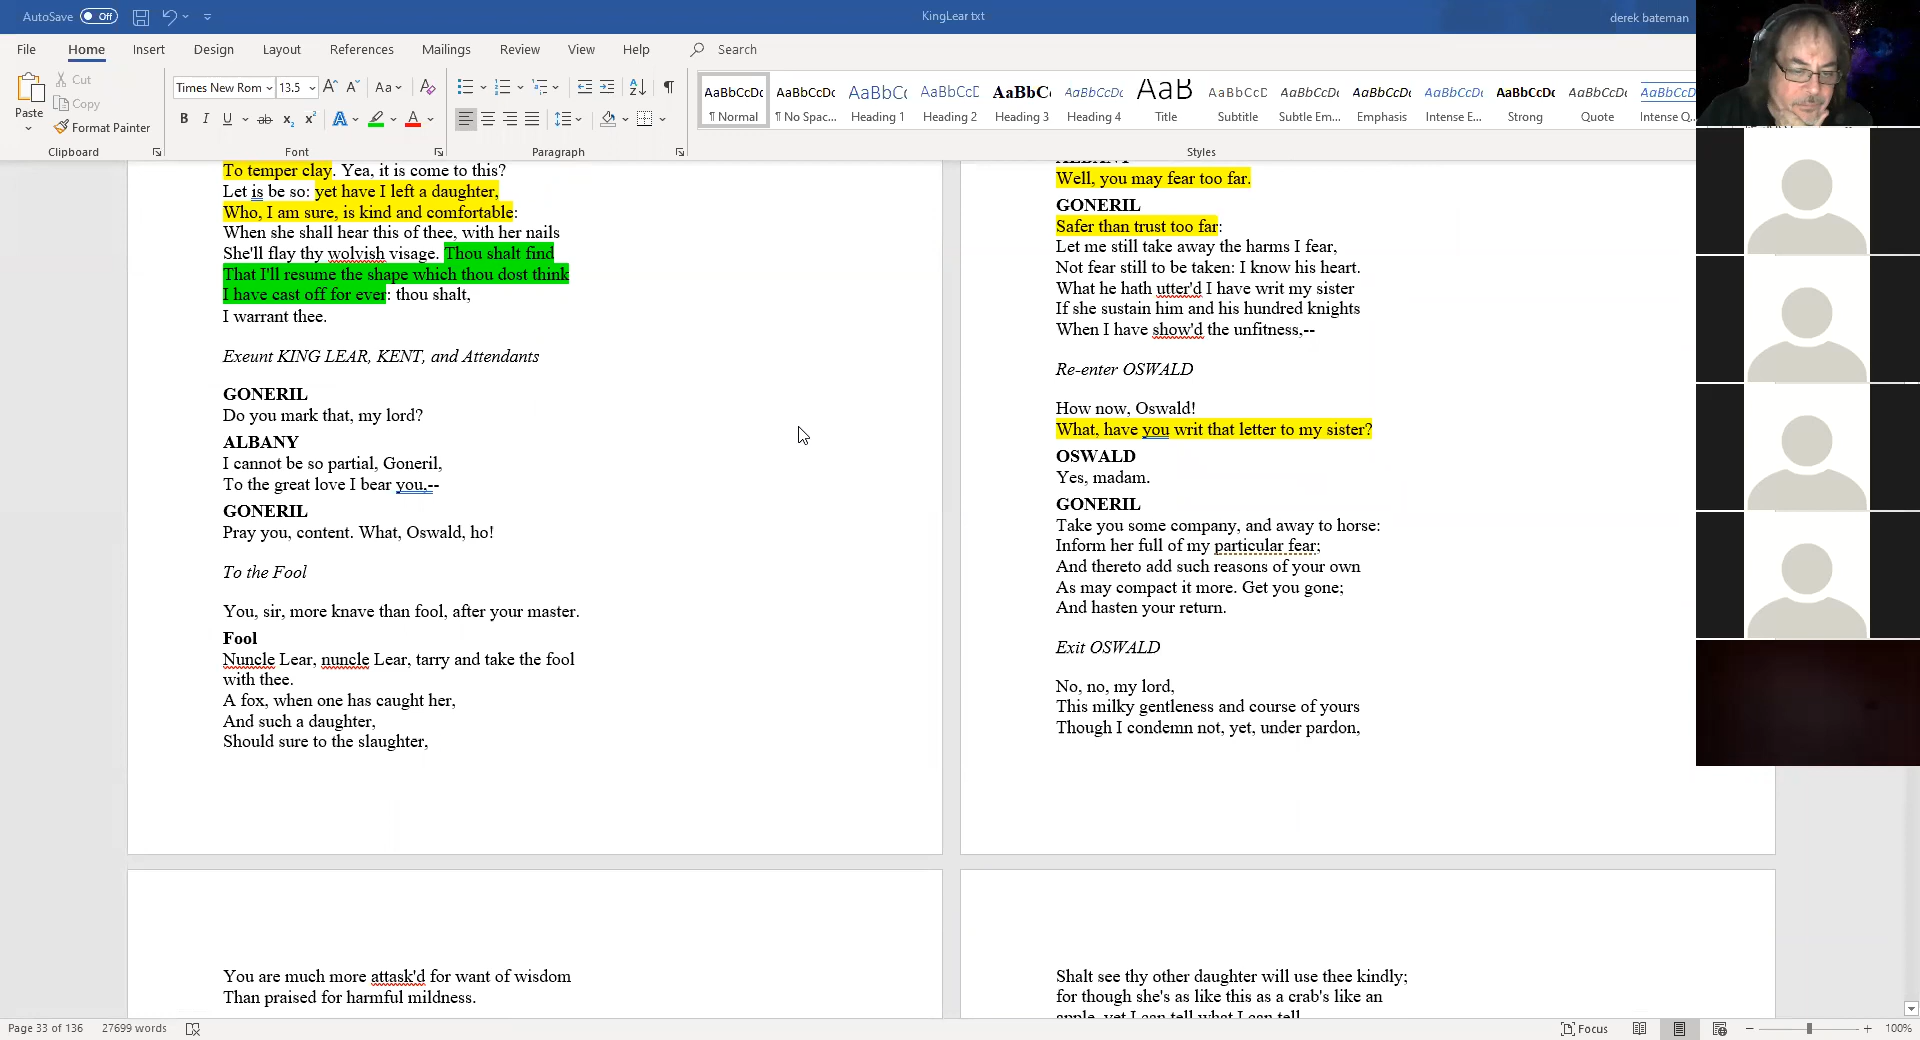 AutoSave Off
KingLear txt
derek bateman
File Home Insert Design Layout References Mailings Review View Help Search
Paste
Cut
Copy
Format Painter
Clipboard
Times New Rom 13.5
Font
Paragraph
AaBbCcDc AaBbCcDc AaBbC AaBbCcD AaBbC AaBbCcDc AaB AaBbCcD AaBbCcDc AaBbCcDc AaBbCcDc AaBbCcDc AaBbCcDc AaBbCcDc
¶ Normal ¶ No Spac... Heading 1 Heading 2 Heading 3 Heading 4 Title Subtitle Subtle Em... Emphasis Intense E... Strong Quote Intense Q...
Styles
To temper clay. Yea, it is come to this?
Let is be so: yet have I left a daughter,
Who, I am sure, is kind and comfortable:
When she shall hear this of thee, with her nails
She'll flay thy wolvish visage. Thou shalt find
That I'll resume the shape which thou dost think
I have cast off for ever: thou shalt,
I warrant thee.
Exeunt KING LEAR, KENT, and Attendants
GONERIL
Do you mark that, my lord?
ALBANY
I cannot be so partial, Goneril,
To the great love I bear you,--
GONERIL
Pray you, content. What, Oswald, ho!
To the Fool
You, sir, more knave than fool, after your master.
Fool
Nuncle Lear, nuncle Lear, tarry and take the fool
with thee.
A fox, when one has caught her,
And such a daughter,
Should sure to the slaughter,
ALBANY
Well, you may fear too far.
GONERIL
Safer than trust too far:
Let me still take away the harms I fear,
Not fear still to be taken: I know his heart.
What he hath utter'd I have writ my sister
If she sustain him and his hundred knights
When I have show'd the unfitness,--
Re-enter OSWALD
How now, Oswald!
What, have you writ that letter to my sister?
OSWALD
Yes, madam.
GONERIL
Take you some company, and away to horse:
Inform her full of my particular fear;
And thereto add such reasons of your own
As may compact it more. Get you gone;
And hasten your return.
Exit OSWALD
No, no, my lord,
This milky gentleness and course of yours
Though I condemn not, yet, under pardon,
You are much more attask'd for want of wisdom
Than praised for harmful mildness.
Shalt see thy other daughter will use thee kindly;
for though she's as like this as a crab's like an
apple, yet I can tell what I can tell.
Page 33 of 136 27699 words
Focus
100%